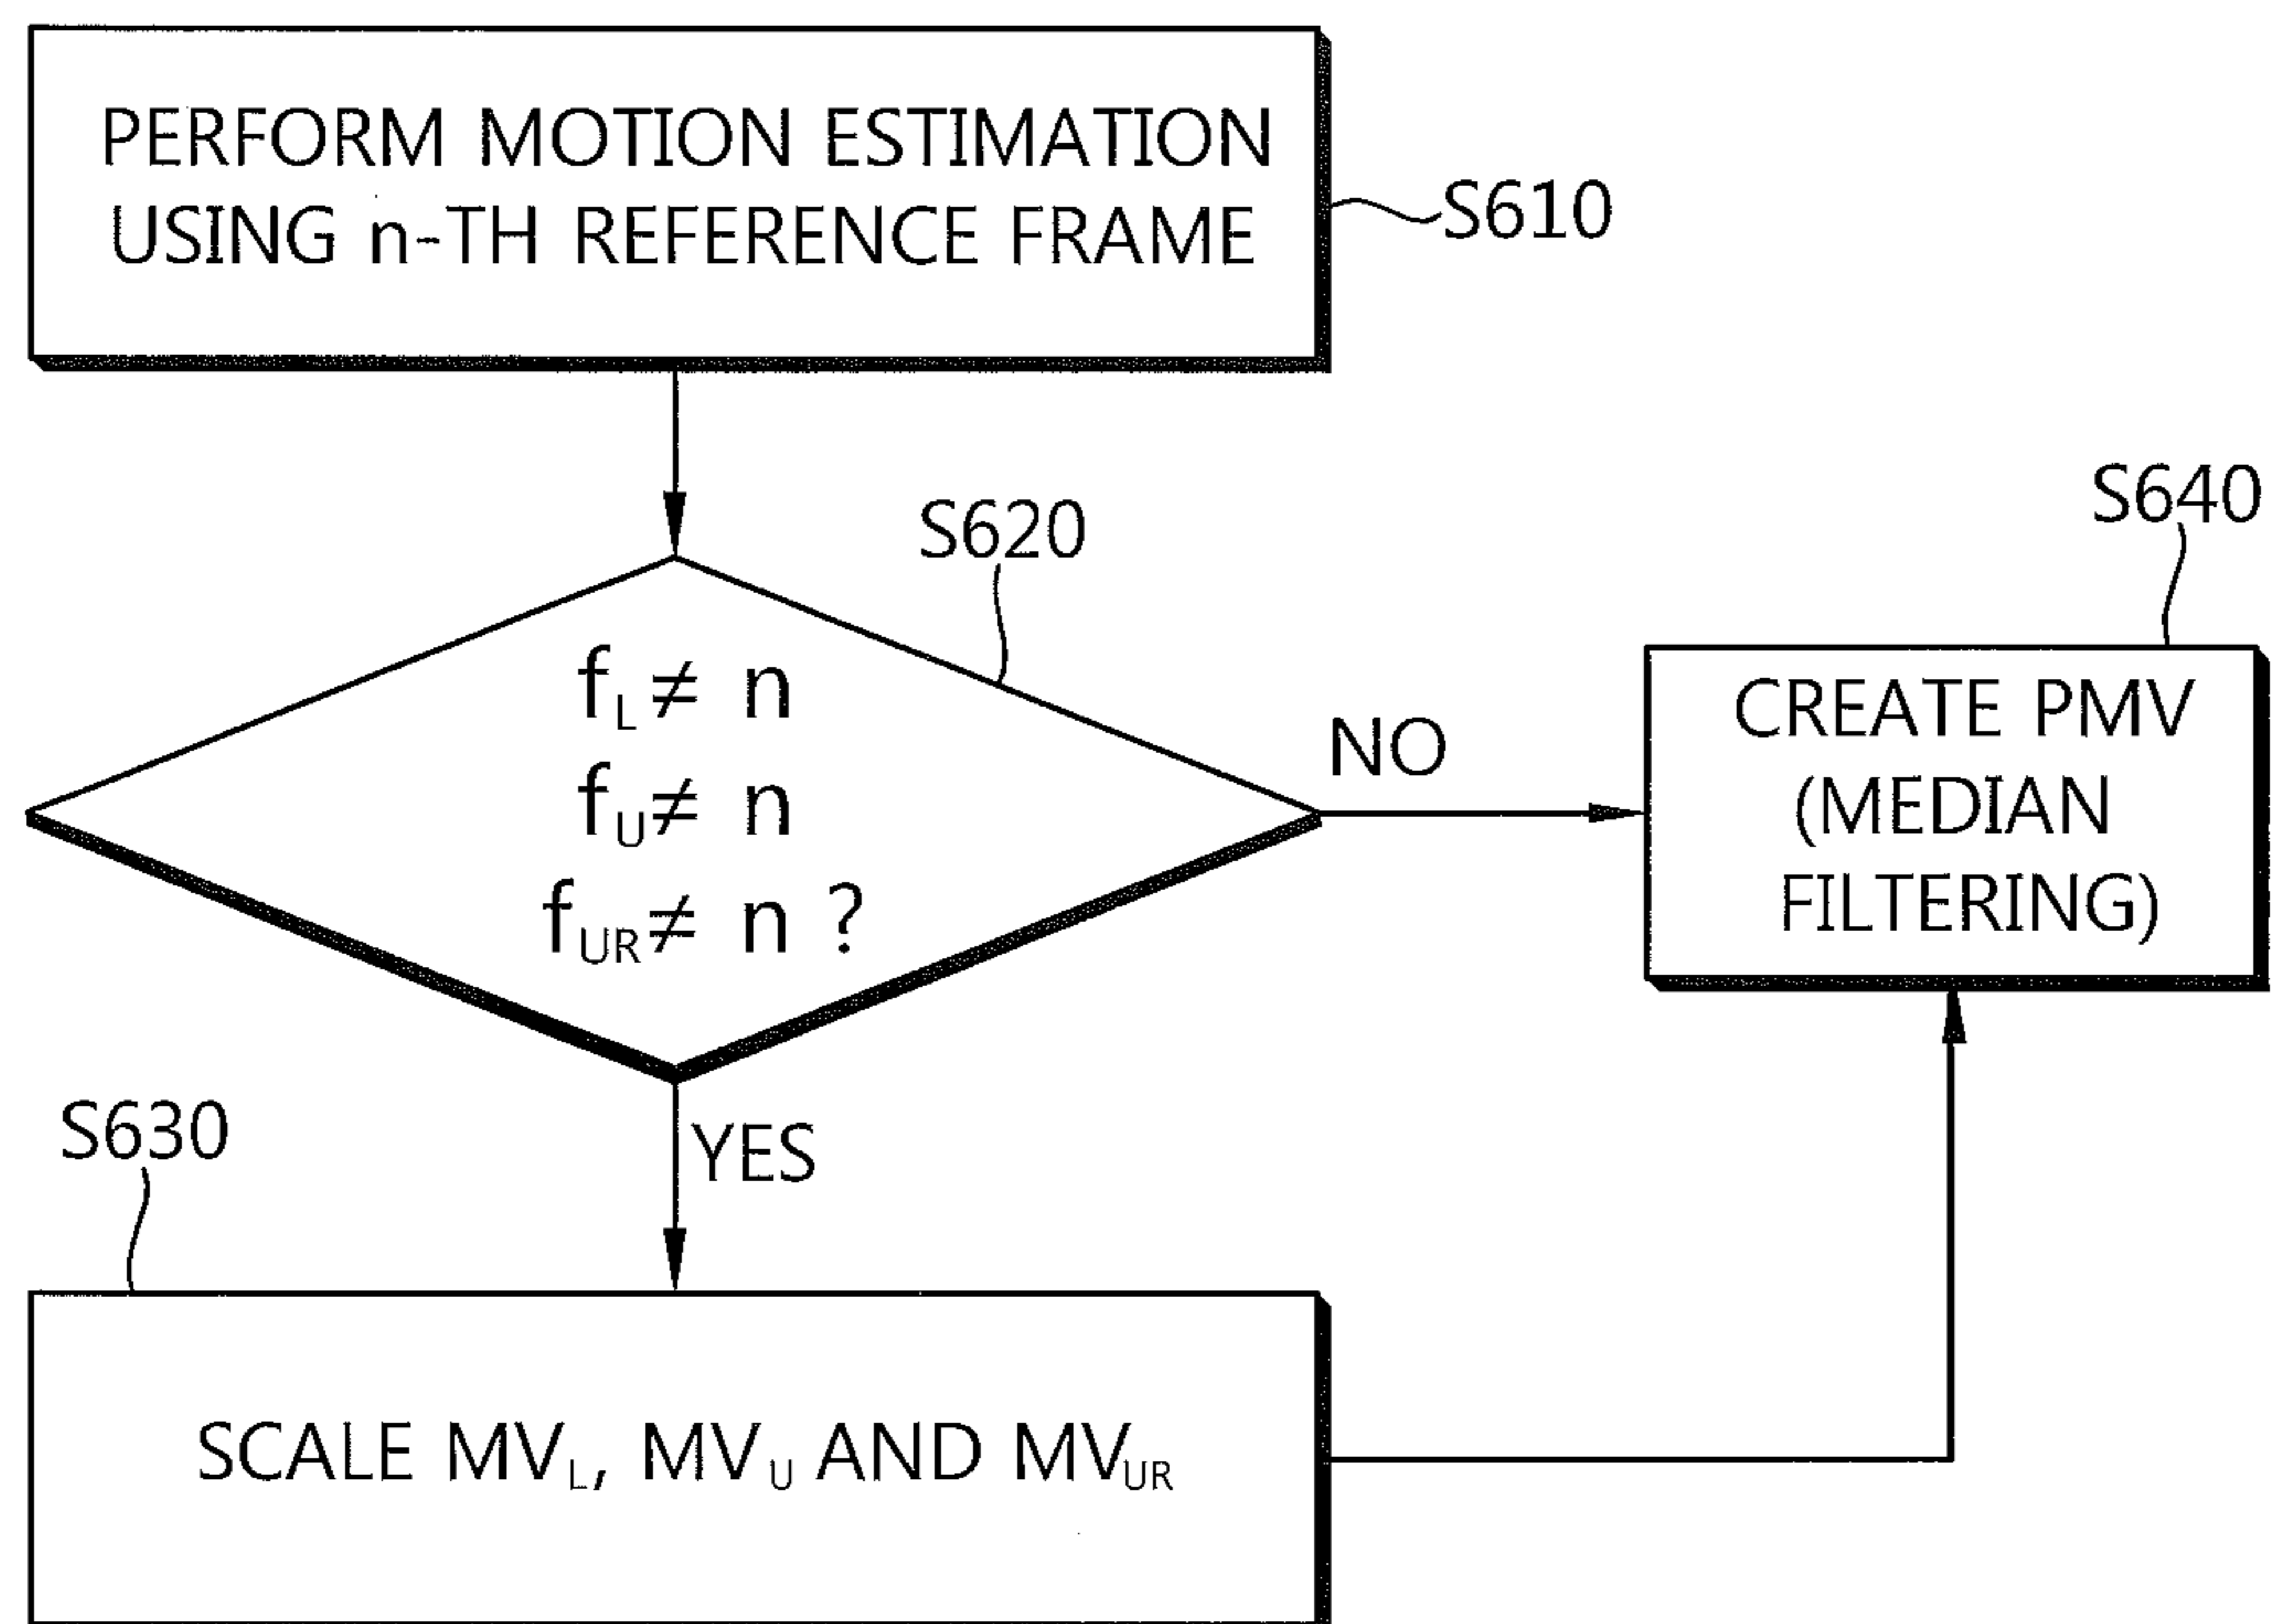 PERFORM MOTION ESTIMATION
USING n-TH REFERENCE FRAME
S610
S620
f_L ≠ n
f_U ≠ n
f_UR ≠ n ?
NO
S640
CREATE PMV
(MEDIAN
FILTERING)
YES
S630
SCALE MV_L, MV_U AND MV_UR